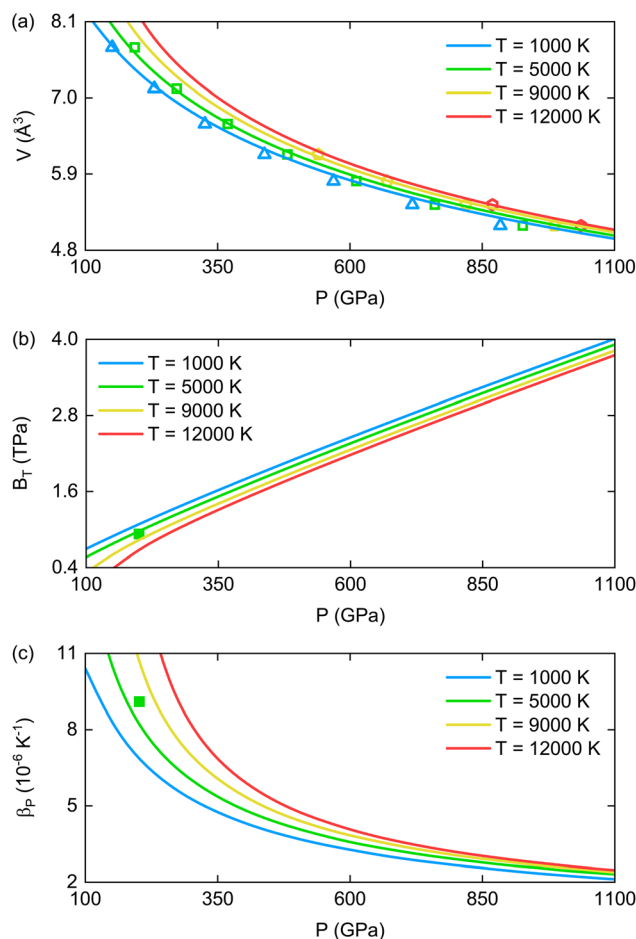 (a)
8.1
7.0
5.9
4.8
V (Å³)
T = 1000 K
T = 5000 K
T = 9000 K
T = 12000 K
100 350 600 850 1100
P (GPa)
(b)
4.0
2.8
1.6
0.4
B_T (TPa)
T = 1000 K
T = 5000 K
T = 9000 K
T = 12000 K
100 350 600 850 1100
P (GPa)
(c)
11
8
5
2
β_P (10⁻⁶ K⁻¹)
T = 1000 K
T = 5000 K
T = 9000 K
T = 12000 K
100 350 600 850 1100
P (GPa)